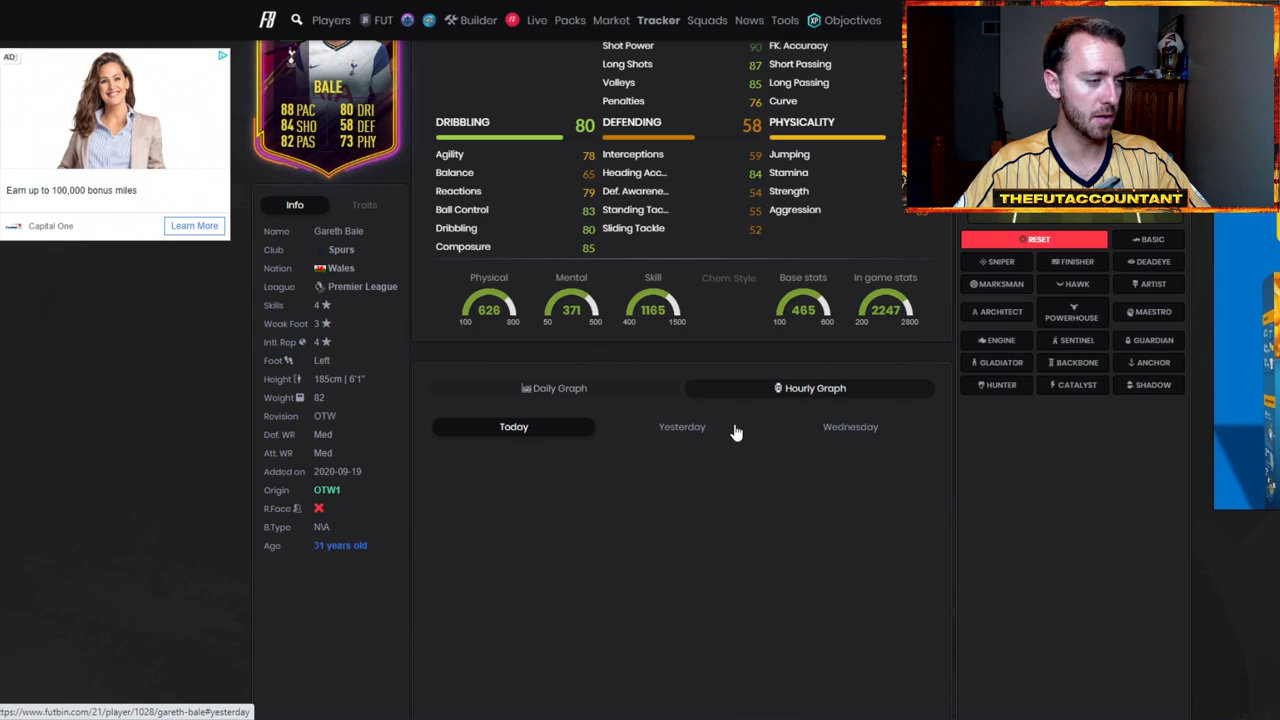 F8 Players FUT Builder Live Packs Market Tracker Squads News Tools XP Objectives
AD
BALE
88 PAC 80 DRI
84 SHO 58 DEF
82 PAS 73 PHY
Earn up to 100,000 bonus miles
Capital One
Learn More
Shot Power 90 FK. Accuracy
Long Shots 87 Short Passing
Volleys 85 Long Passing
Penalties 76 Curve
DRIBBLING 80 DEFENDING 58 PHYSICALITY
Agility 78 Interceptions 59 Jumping
Balance 65 Heading Acc... 84 Stamina
Reactions 79 Def. Awarene... 54 Strength
Ball Control 83 Standing Tac... 55 Aggression
Dribbling 80 Sliding Tackle 52
Composure 85
THEFUTACCOUNTANT
Info Traits
Name Gareth Bale
Club Spurs
Nation Wales
League Premier League
Skills 4
Weak Foot 3
Intl. Rep 4
Foot Left
Height 185cm | 6'1"
Weight 82
Revision OTW
Def. WR Med
Att. WR Med
Added on 2020-09-19
Origin OTW1
R.Face
B.Type N\A
Age 31 years old
Physical Mental Skill Chem. Style Base stats In game stats
626 371 1165 465 2247
100 800 50 500 400 1500 100 600 200 2800
RESET BASIC
SNIPER FINISHER DEADEYE
MARKSMAN HAWK ARTIST
ARCHITECT POWERHOUSE MAESTRO
ENGINE SENTINEL GUARDIAN
GLADIATOR BACKBONE ANCHOR
HUNTER CATALYST SHADOW
Daily Graph Hourly Graph
Today Yesterday Wednesday
ttps://www.futbin.com/21/player/1028/gareth-bale#yesterday